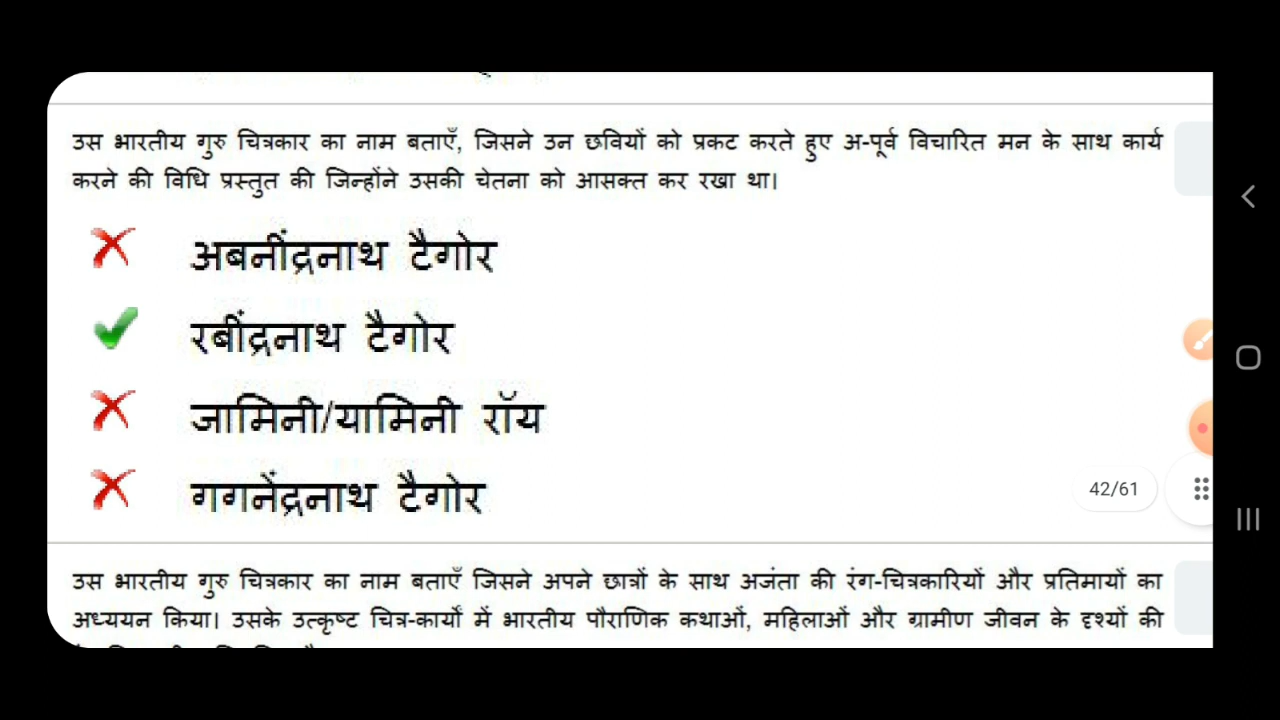 उस भारतीय गुरु चित्रकार का नाम बताएँ, जिसने उन छवियों को प्रकट करते हुए अ-पूर्व विचारित मन के साथ कार्य
करने की विधि प्रस्तुत की जिन्होंने उसकी चेतना को आसक्त कर रखा था।
अबनींद्रनाथ टैगोर
रबींद्रनाथ टैगोर
जामिनी/यामिनी रॉय
गगनेंद्रनाथ टैगोर
42/61
उस भारतीय गुरु चित्रकार का नाम बताएँ जिसने अपने छात्रों के साथ अजंता की रंग-चित्रकारियों और प्रतिमायों का
अध्ययन किया। उसके उत्कृष्ट चित्र-कार्यों में भारतीय पौराणिक कथाओं, महिलाओं और ग्रामीण जीवन के दृश्यों की